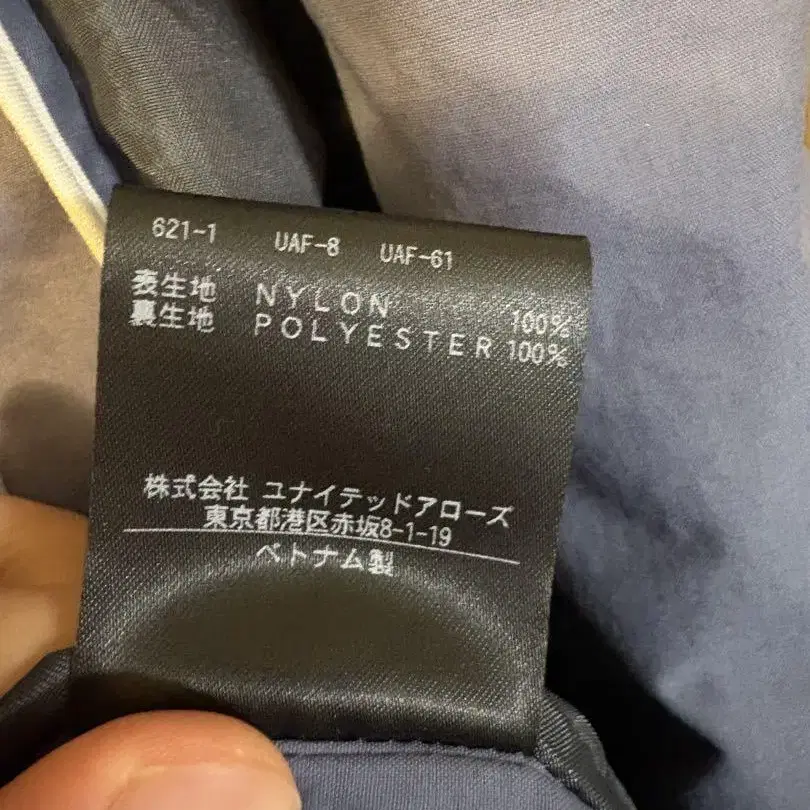 621-1 UAF-8 UAF-61
表生地 NYLON 100%
裏生地 POLYESTER 100%
株式会社 ユナイテッドアローズ
東京都港区赤坂8-1-19
ベトナム製